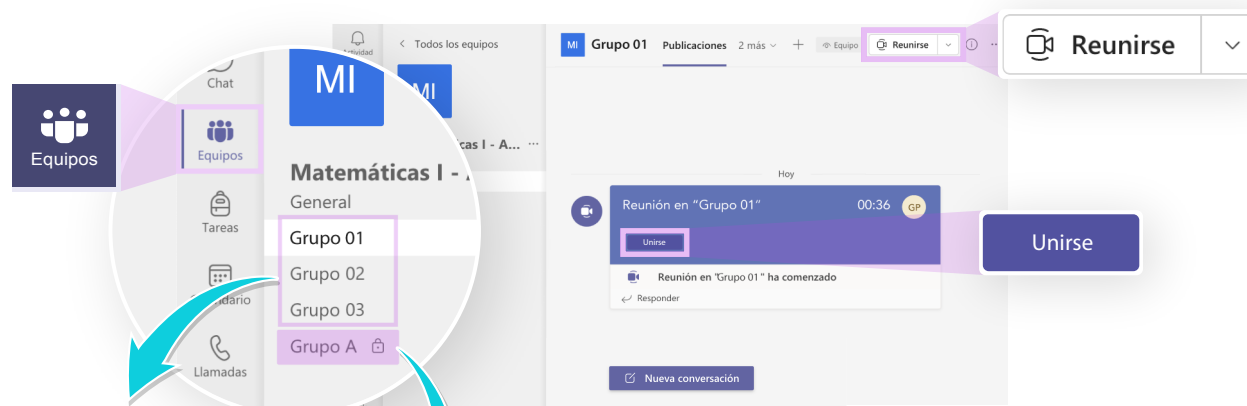 Actividad
Todos los equipos
MI Grupo 01 Publicaciones 2 más Equipo Reunirse
Reunirse
Chat
MI
MI
Equipos
Equipos
cas I - A... ...
Matemáticas I -
General
Hoy
Tareas
Grupo 01
Reunión en “Grupo 01” 00:36 GP
Unirse
Unirse
Grupo 02
Reunión en "Grupo 01" ha comenzado
Responder
Grupo 03
Grupo A
Llamadas
Nueva conversación